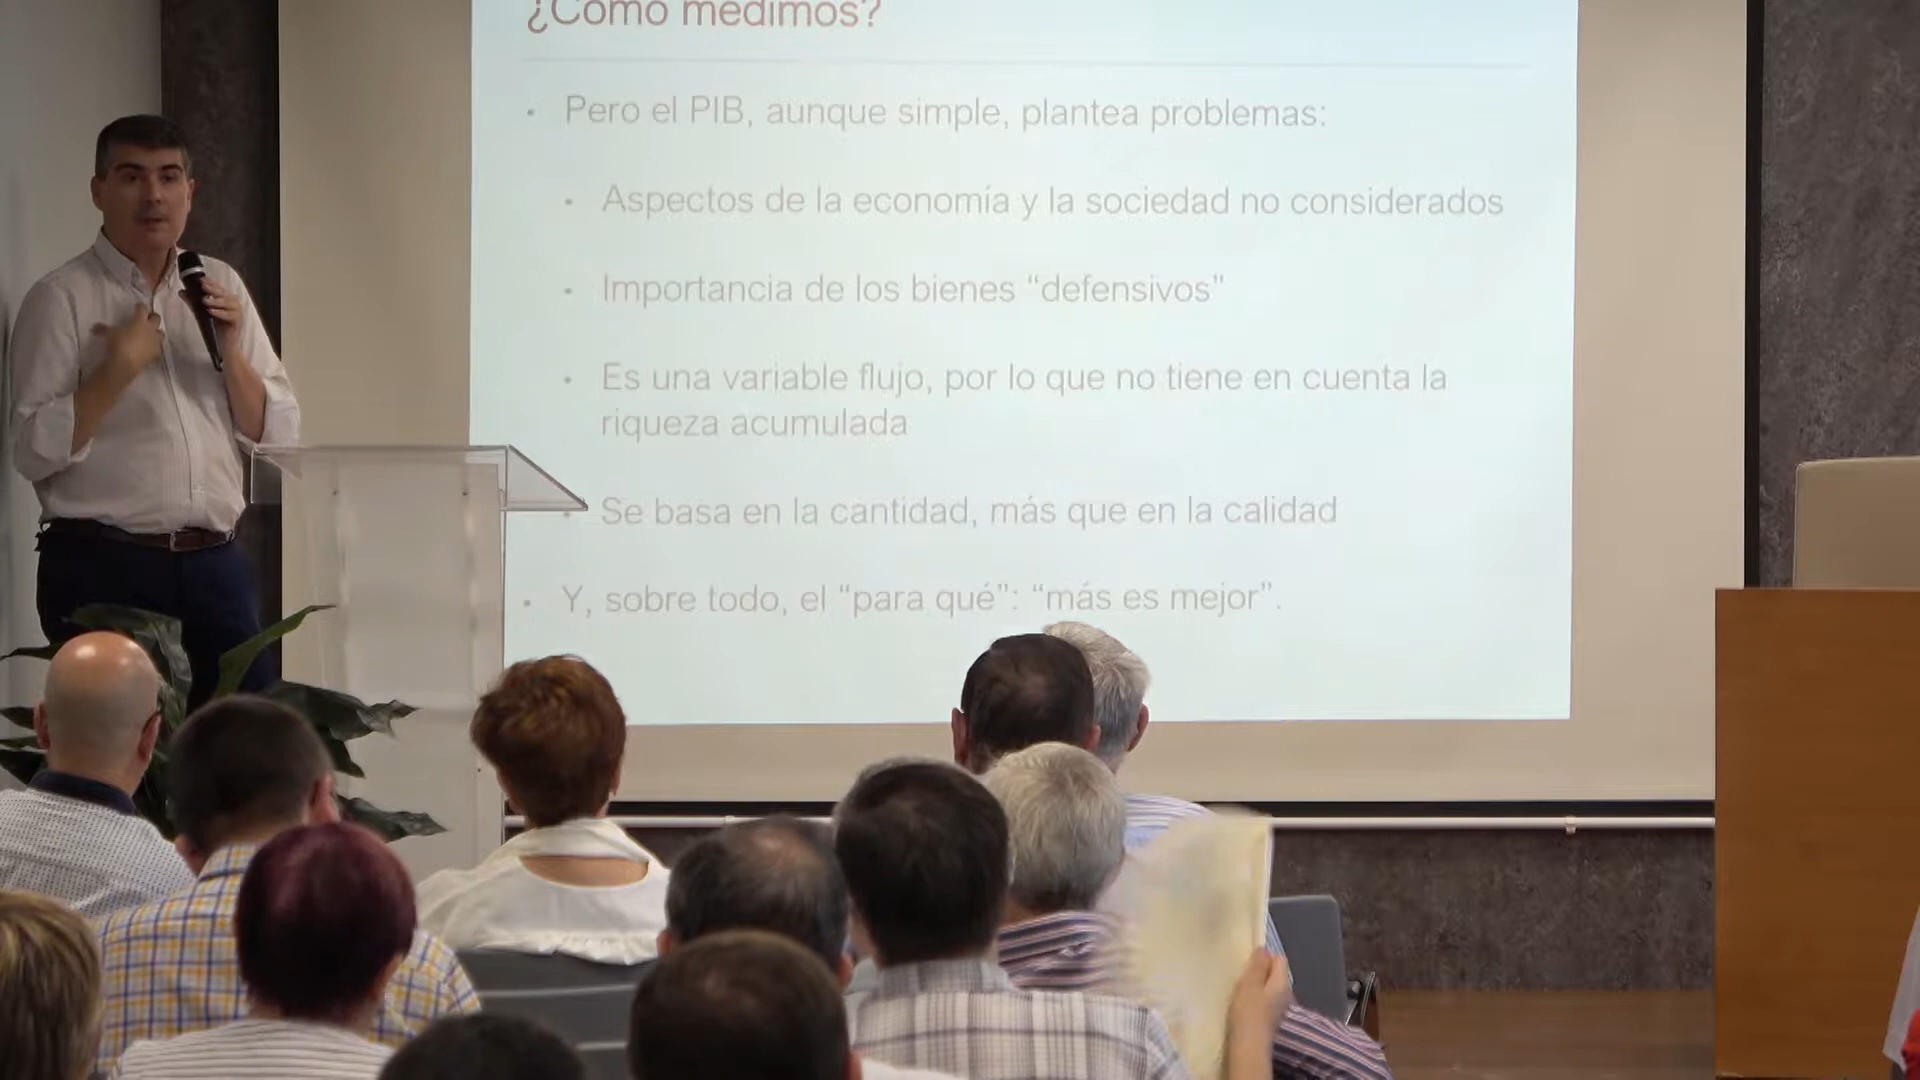 ¿Cómo medimos?
• Pero el PIB, aunque simple, plantea problemas:
• Aspectos de la economía y la sociedad no considerados
• Importancia de los bienes “defensivos”
• Es una variable flujo, por lo que no tiene en cuenta la
riqueza acumulada
• Se basa en la cantidad, más que en la calidad
• Y, sobre todo, el “para qué”: “más es mejor”.